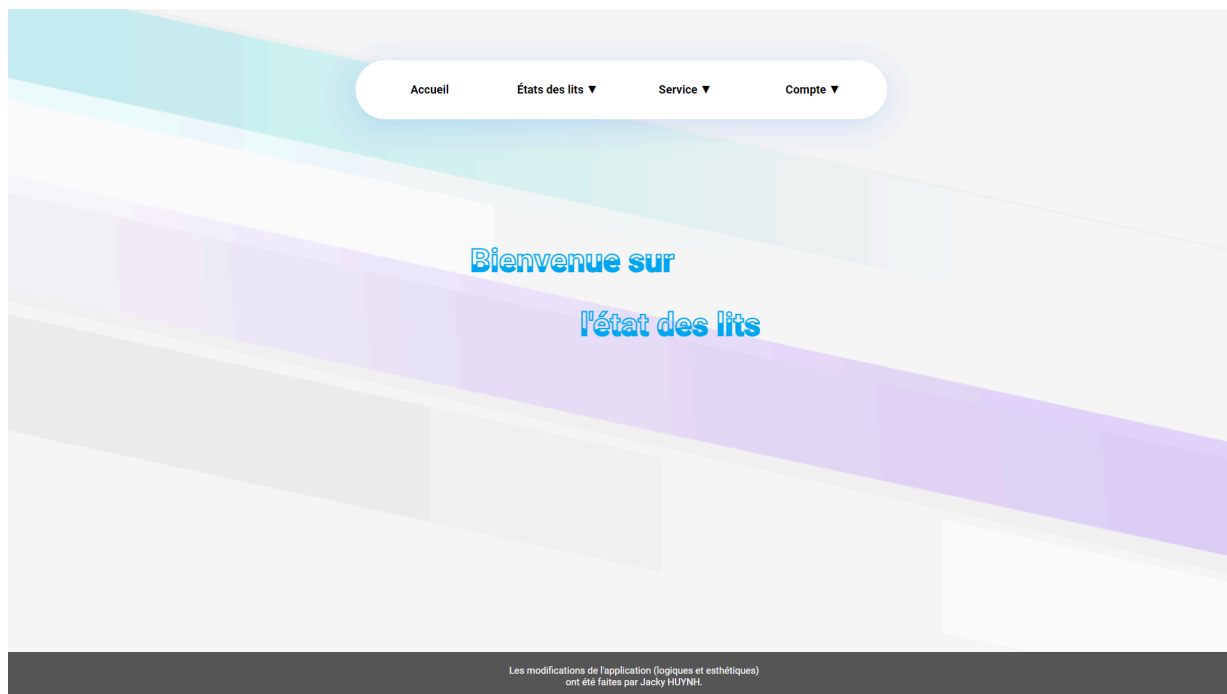 Accueil États des lits ▼ Service ▼ Compte ▼
Bienvenue sur
l'état des lits
Les modifications de l'application (logiques et esthétiques)
ont été faites par Jacky HUYNH.